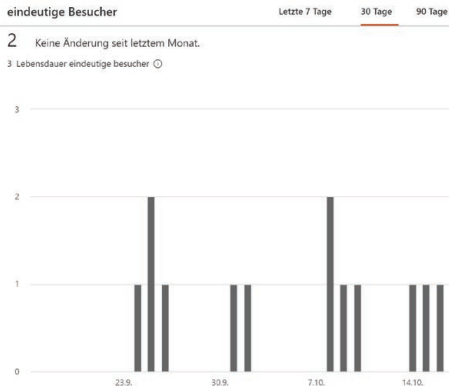 eindeutige Besucher Letzte 7 Tage 30 Tage 90 Tage
2 Keine Änderung seit letztem Monat.
3 Lebensdauer eindeutige besucher
3
2
1
0
23.9. 30.9. 7.10. 14.10.